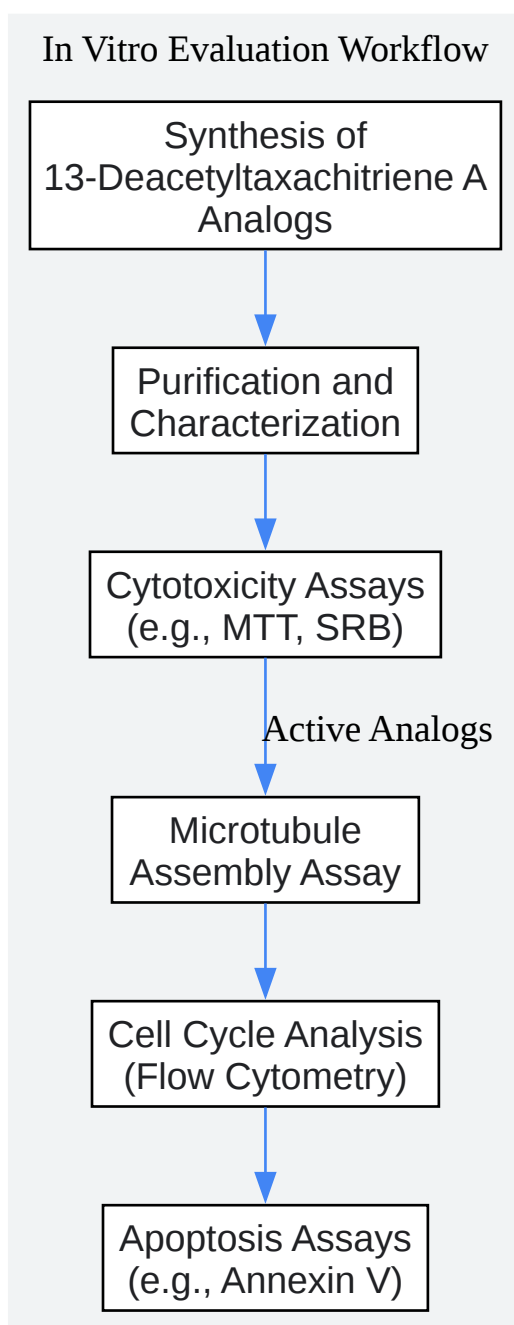 In Vitro Evaluation Workflow
Synthesis of
13-Deacetyltaxachitriene A
Analogs
Purification and
Characterization
Cytotoxicity Assays
(e.g., MTT, SRB)
Active Analogs
Microtubule
Assembly Assay
Cell Cycle Analysis
(Flow Cytometry)
Apoptosis Assays
(e.g., Annexin V)